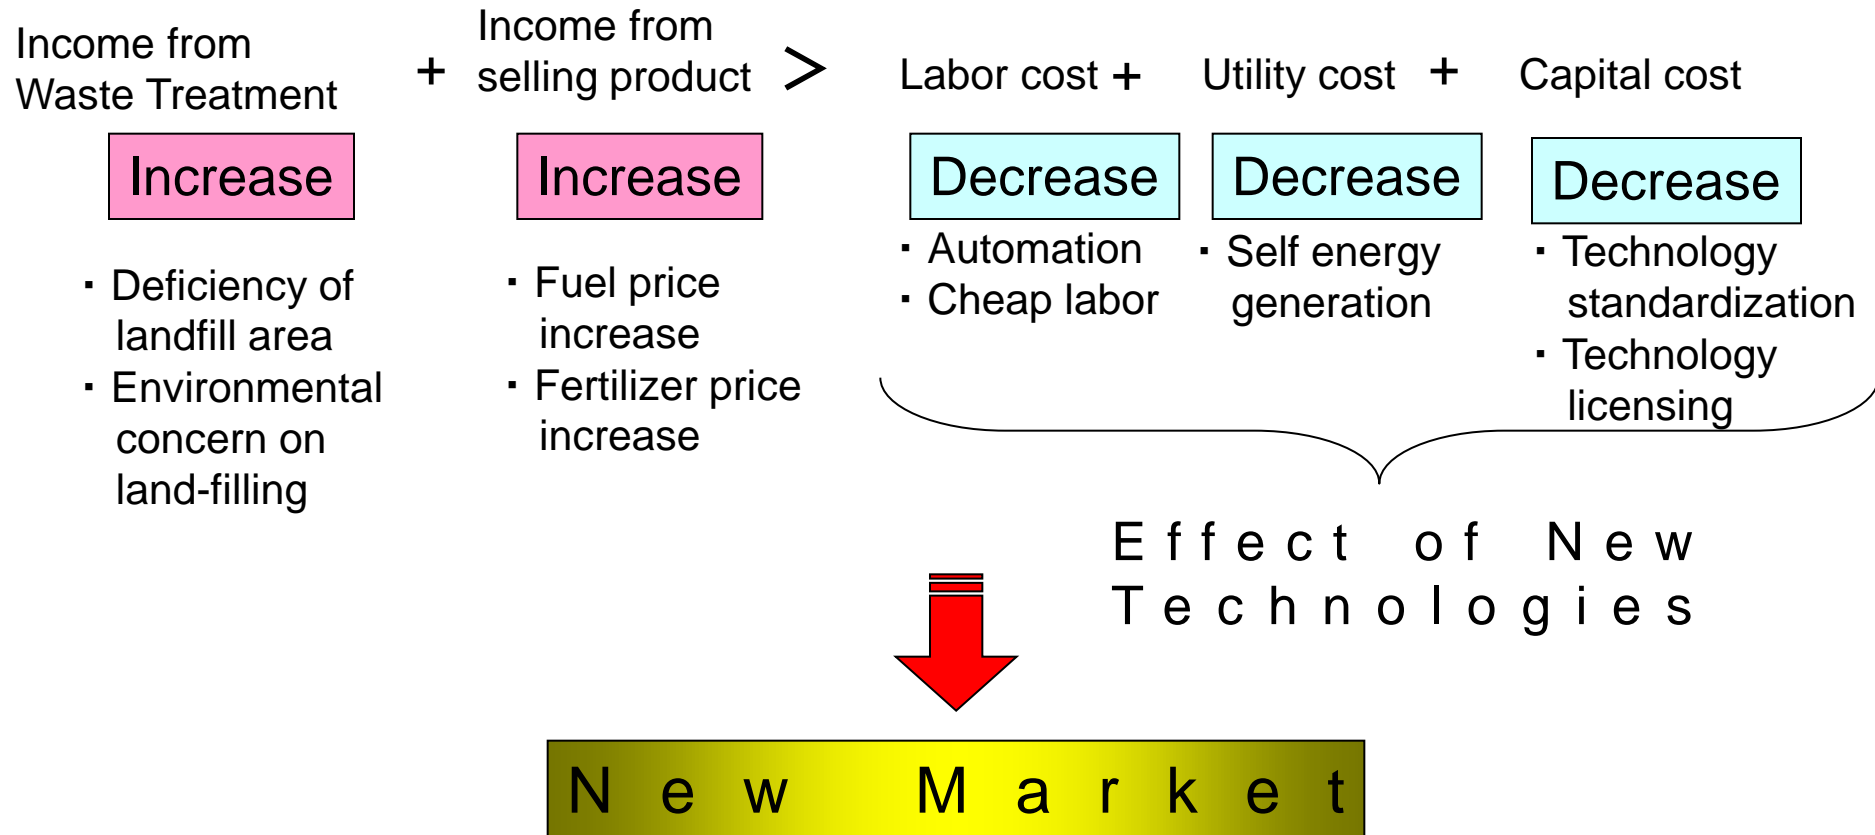 Income from
Waste Treatment
+
Income from
selling product
>
Labor cost +
Utility cost +
Capital cost
Increase
Increase
Decrease
Decrease
Decrease
・Deficiency of
landfill area
・Environmental
concern on
land-filling
・Fuel price
increase
・Fertilizer price
increase
・Automation
・Cheap labor
・Self energy
generation
・Technology
standardization
・Technology
licensing
Effect of New
Technologies
New Market